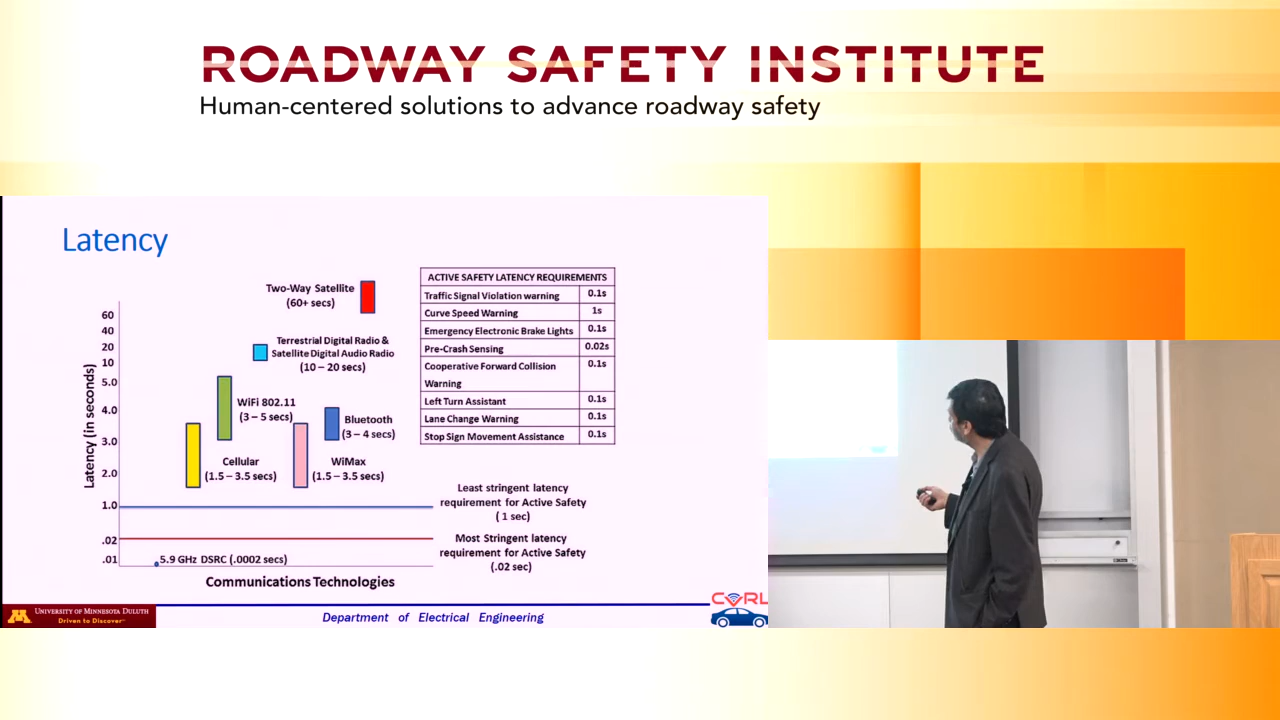 ROADWAY SAFETY INSTITUTE
Human-centered solutions to advance roadway safety
Latency
Two-Way Satellite
(60+ secs)
Terrestrial Digital Radio &
Satellite Digital Audio Radio
(10 – 20 secs)
WiFi 802.11
(3 – 5 secs)
Bluetooth
(3 – 4 secs)
Cellular
(1.5 – 3.5 secs)
WiMax
(1.5 – 3.5 secs)
Latency (in seconds)
60
40
20
10
5.0
4.0
3.0
2.0
1.0
.02
.01
5.9 GHz DSRC (.0002 secs)
Communications Technologies
ACTIVE SAFETY LATENCY REQUIREMENTS
Traffic Signal Violation warning 0.1s
Curve Speed Warning 1s
Emergency Electronic Brake Lights 0.1s
Pre-Crash Sensing 0.02s
Cooperative Forward Collision 0.1s
Warning
Left Turn Assistant 0.1s
Lane Change Warning 0.1s
Stop Sign Movement Assistance 0.1s
Least stringent latency
requirement for Active Safety
( 1 sec)
Most Stringent latency
requirement for Active Safety
(.02 sec)
UNIVERSITY OF MINNESOTA DULUTH
Driven to Discover
Department of Electrical Engineering
CVRL